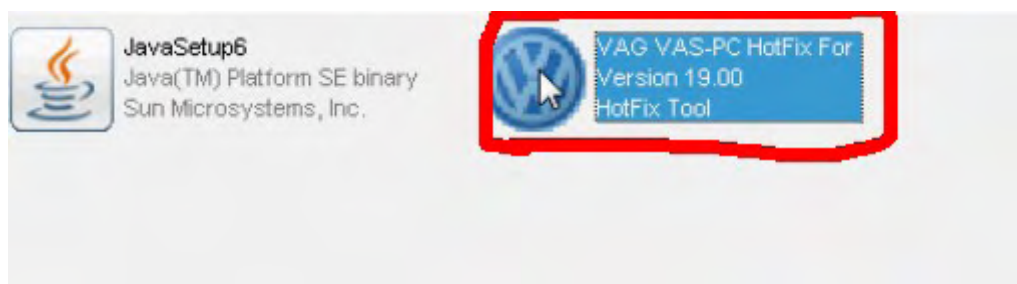 JavaSetup6
Java(TM) Platform SE binary
Sun Microsystems, Inc.
VAG VAS-PC HotFix For
Version 19.00
HotFix Tool